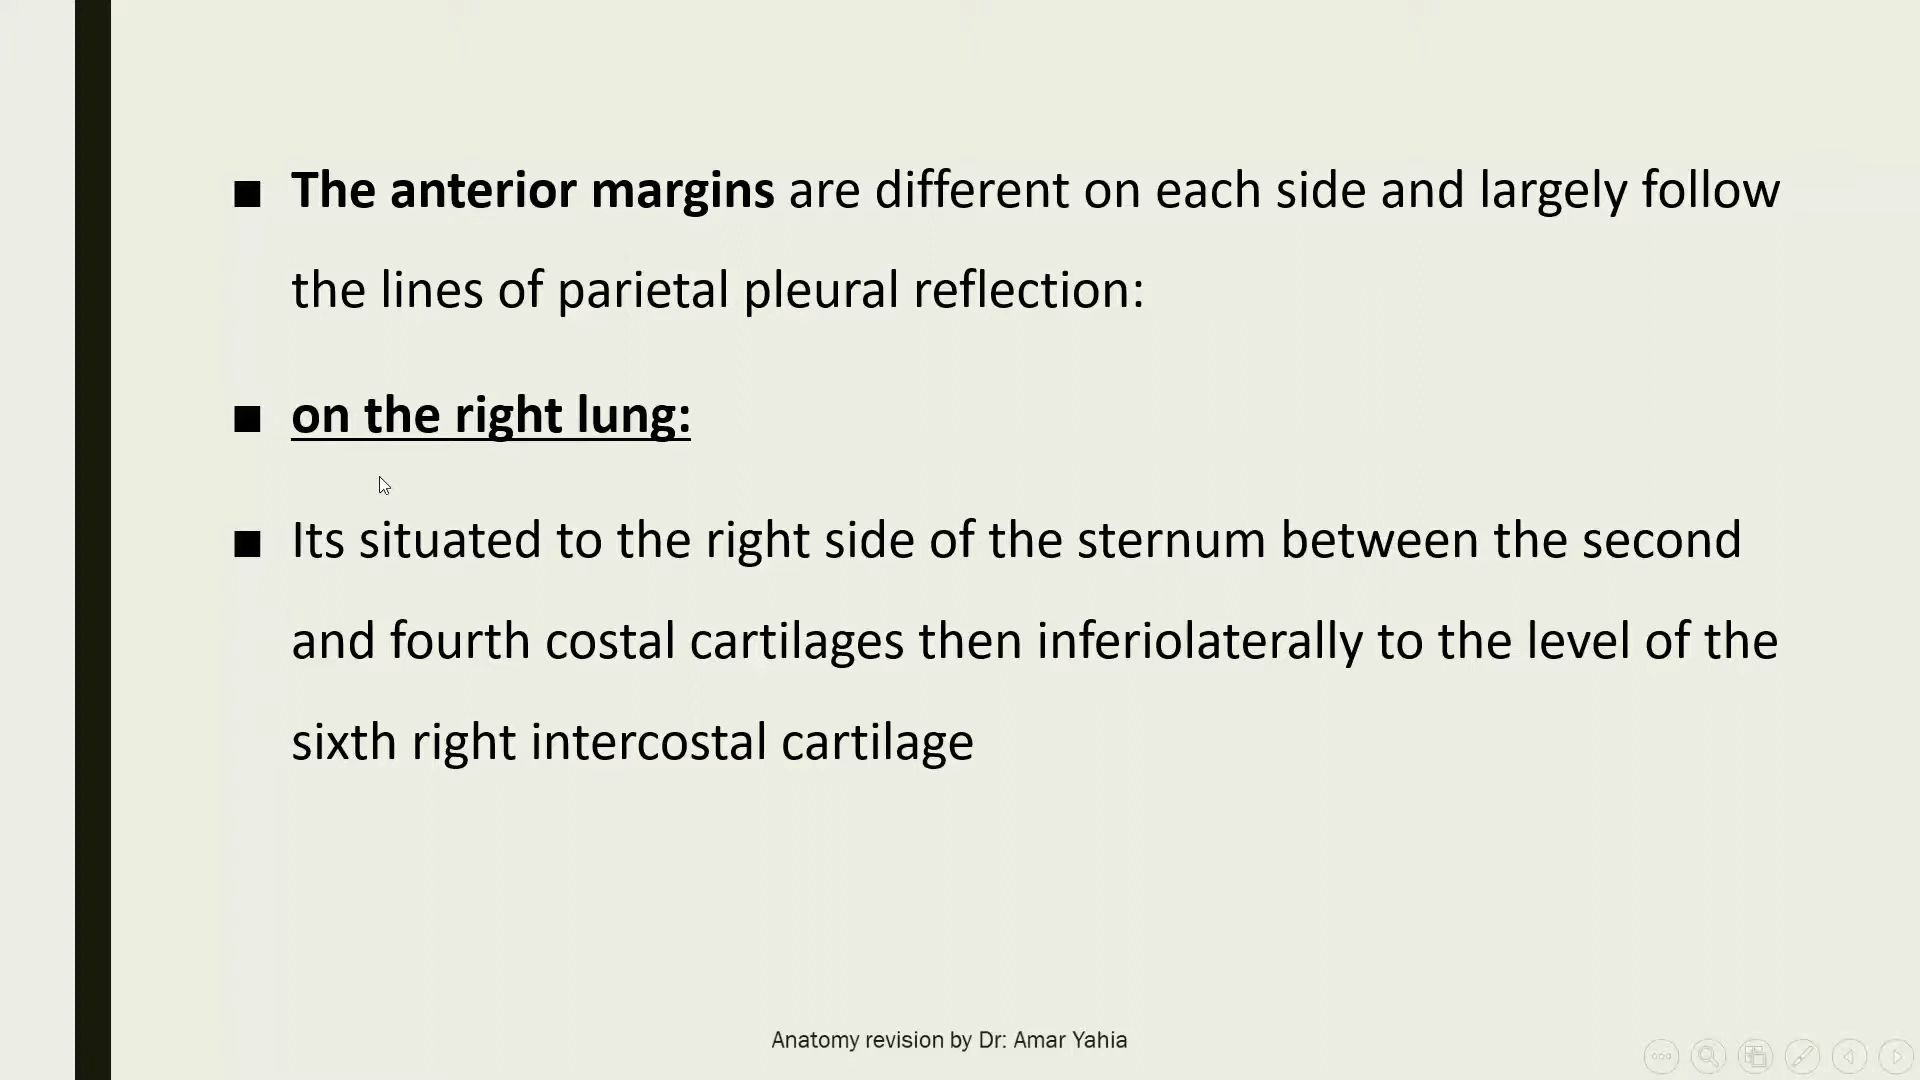 The anterior margins are different on each side and largely follow
the lines of parietal pleural reflection:
on the right lung:
Its situated to the right side of the sternum between the second
and fourth costal cartilages then inferiolaterally to the level of the
sixth right intercostal cartilage
Anatomy revision by Dr: Amar Yahia